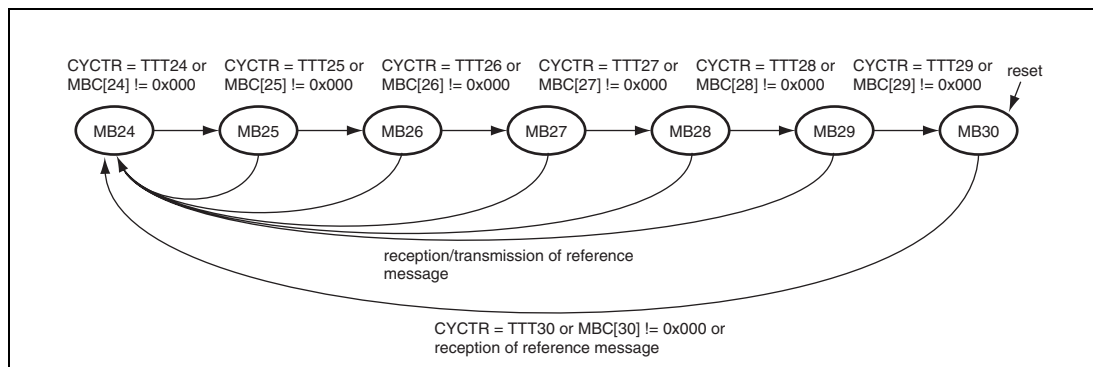 CYCTR = TTT24 or
MBC[24] != 0x000
CYCTR = TTT25 or
MBC[25] != 0x000
CYCTR = TTT26 or
MBC[26] != 0x000
CYCTR = TTT27 or
MBC[27] != 0x000
CYCTR = TTT28 or
MBC[28] != 0x000
CYCTR = TTT29 or
MBC[29] != 0x000
reset
MB24
MB25
MB26
MB27
MB28
MB29
MB30
reception/transmission of reference
message
CYCTR = TTT30 or MBC[30] != 0x000 or
reception of reference message